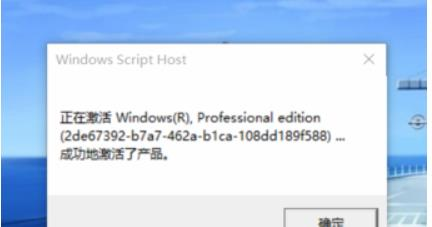 Windows Script Host
正在激活 Windows(R), Professional edition
(2de67392-b7a7-462a-b1ca-108dd189f588) ...
成功地激活了产品。
确定